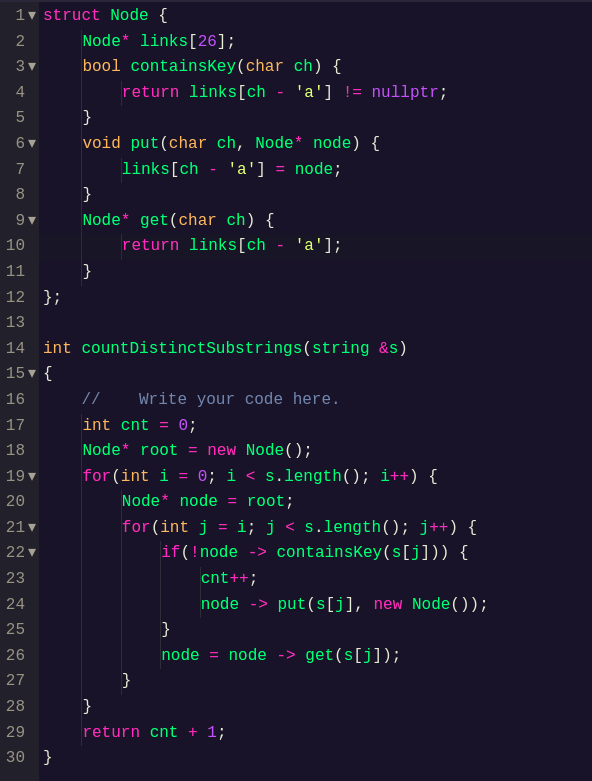 1 struct Node {
2 Node* links[26];
3 bool containsKey(char ch) {
4 return links[ch - 'a'] != nullptr;
5 }
6 void put(char ch, Node* node) {
7 links[ch - 'a'] = node;
8 }
9 Node* get(char ch) {
10 return links[ch - 'a'];
11 }
12 };
13
14 int countDistinctSubstrings(string &s)
15 {
16 //    Write your code here.
17 int cnt = 0;
18 Node* root = new Node();
19 for(int i = 0; i < s.length(); i++) {
20 Node* node = root;
21 for(int j = i; j < s.length(); j++) {
22 if(!node -> containsKey(s[j])) {
23 cnt++;
24 node -> put(s[j], new Node());
25 }
26 node = node -> get(s[j]);
27 }
28 }
29 return cnt + 1;
30 }